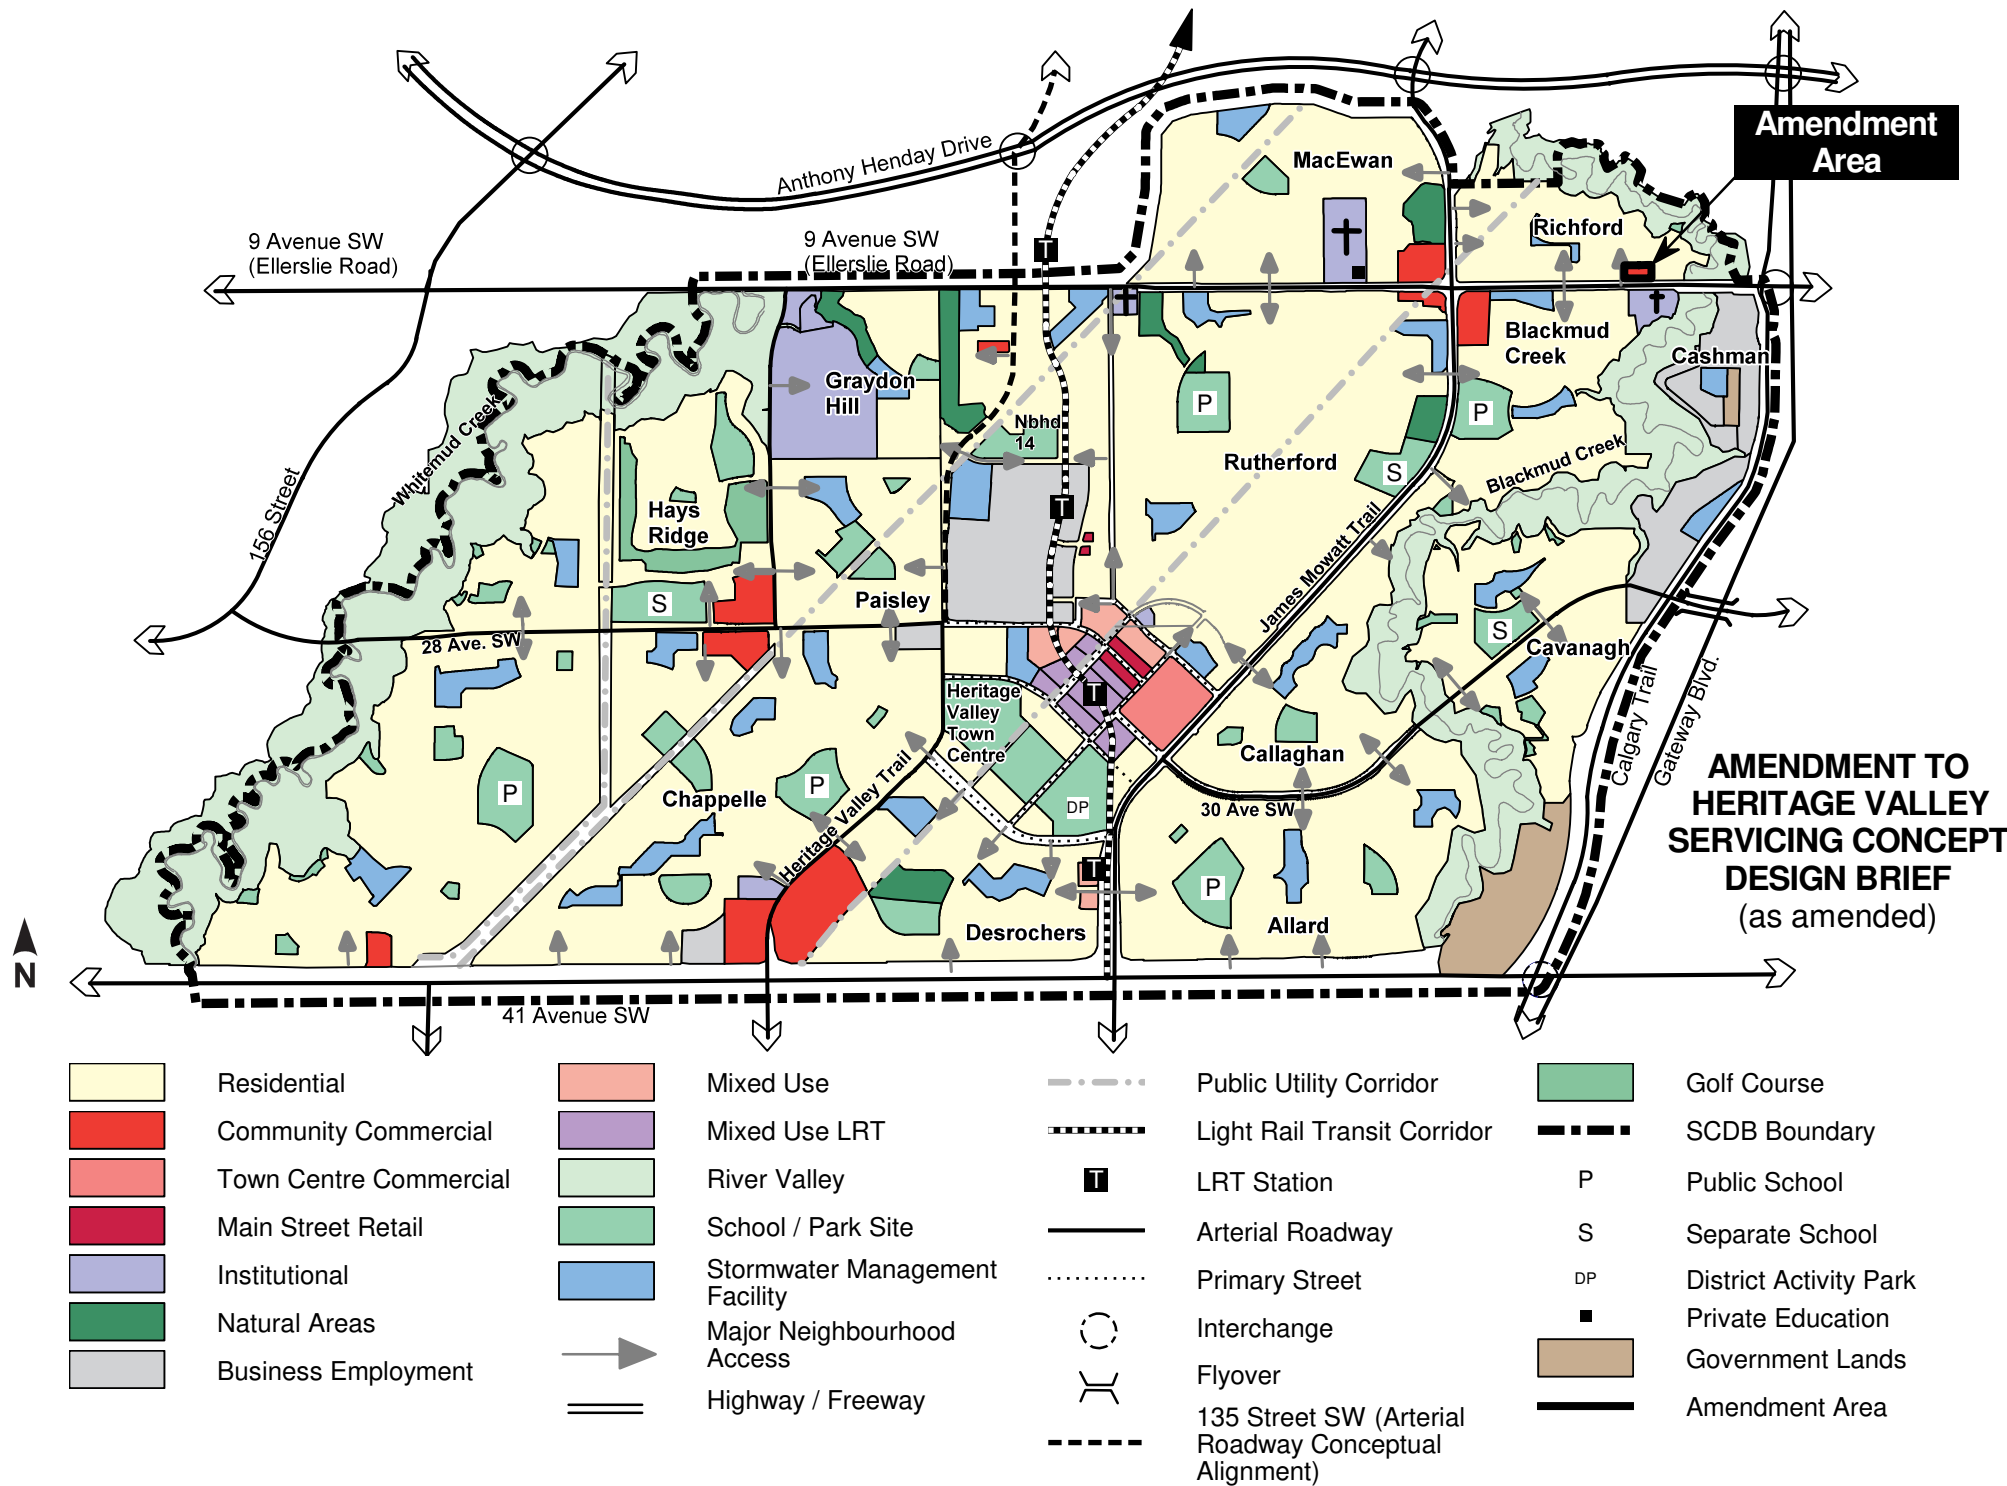 Amendment
Area
MacEwan
Anthony Henday Drive
T
Richford
9 Avenue SW
(Ellerslie Road)
9 Avenue SW
(Ellerslie Road)
Blackmud
Creek
Cashman
Graydon
Hill
P
P
Whitemud Creek
Nbhd
14
Rutherford
S
Blackmud Creek
156 Street
Hays
Ridge
T
James Mowatt Trail
Paisley
S
S
Cavanagh
28 Ave. SW
Heritage
Valley
Town
Centre
T
Calgary Trail
Gateway Blvd.
Callaghan
P
P
Chappelle
DP
30 Ave SW
Heritage Valley Trail
T
P
Allard
Desrochers
AMENDMENT TO
HERITAGE VALLEY
SERVICING CONCEPT
DESIGN BRIEF
(as amended)
N
41 Avenue SW
Residential
Community Commercial
Town Centre Commercial
Main Street Retail
Institutional
Natural Areas
Business Employment
Mixed Use
Mixed Use LRT
River Valley
School / Park Site
Stormwater Management
Facility
Major Neighbourhood
Access
Highway / Freeway
Public Utility Corridor
Light Rail Transit Corridor
T
LRT Station
Arterial Roadway
Primary Street
Interchange
Flyover
135 Street SW (Arterial
Roadway Conceptual
Alignment)
Golf Course
SCDB Boundary
P
Public School
S
Separate School
DP
District Activity Park
Private Education
Government Lands
Amendment Area